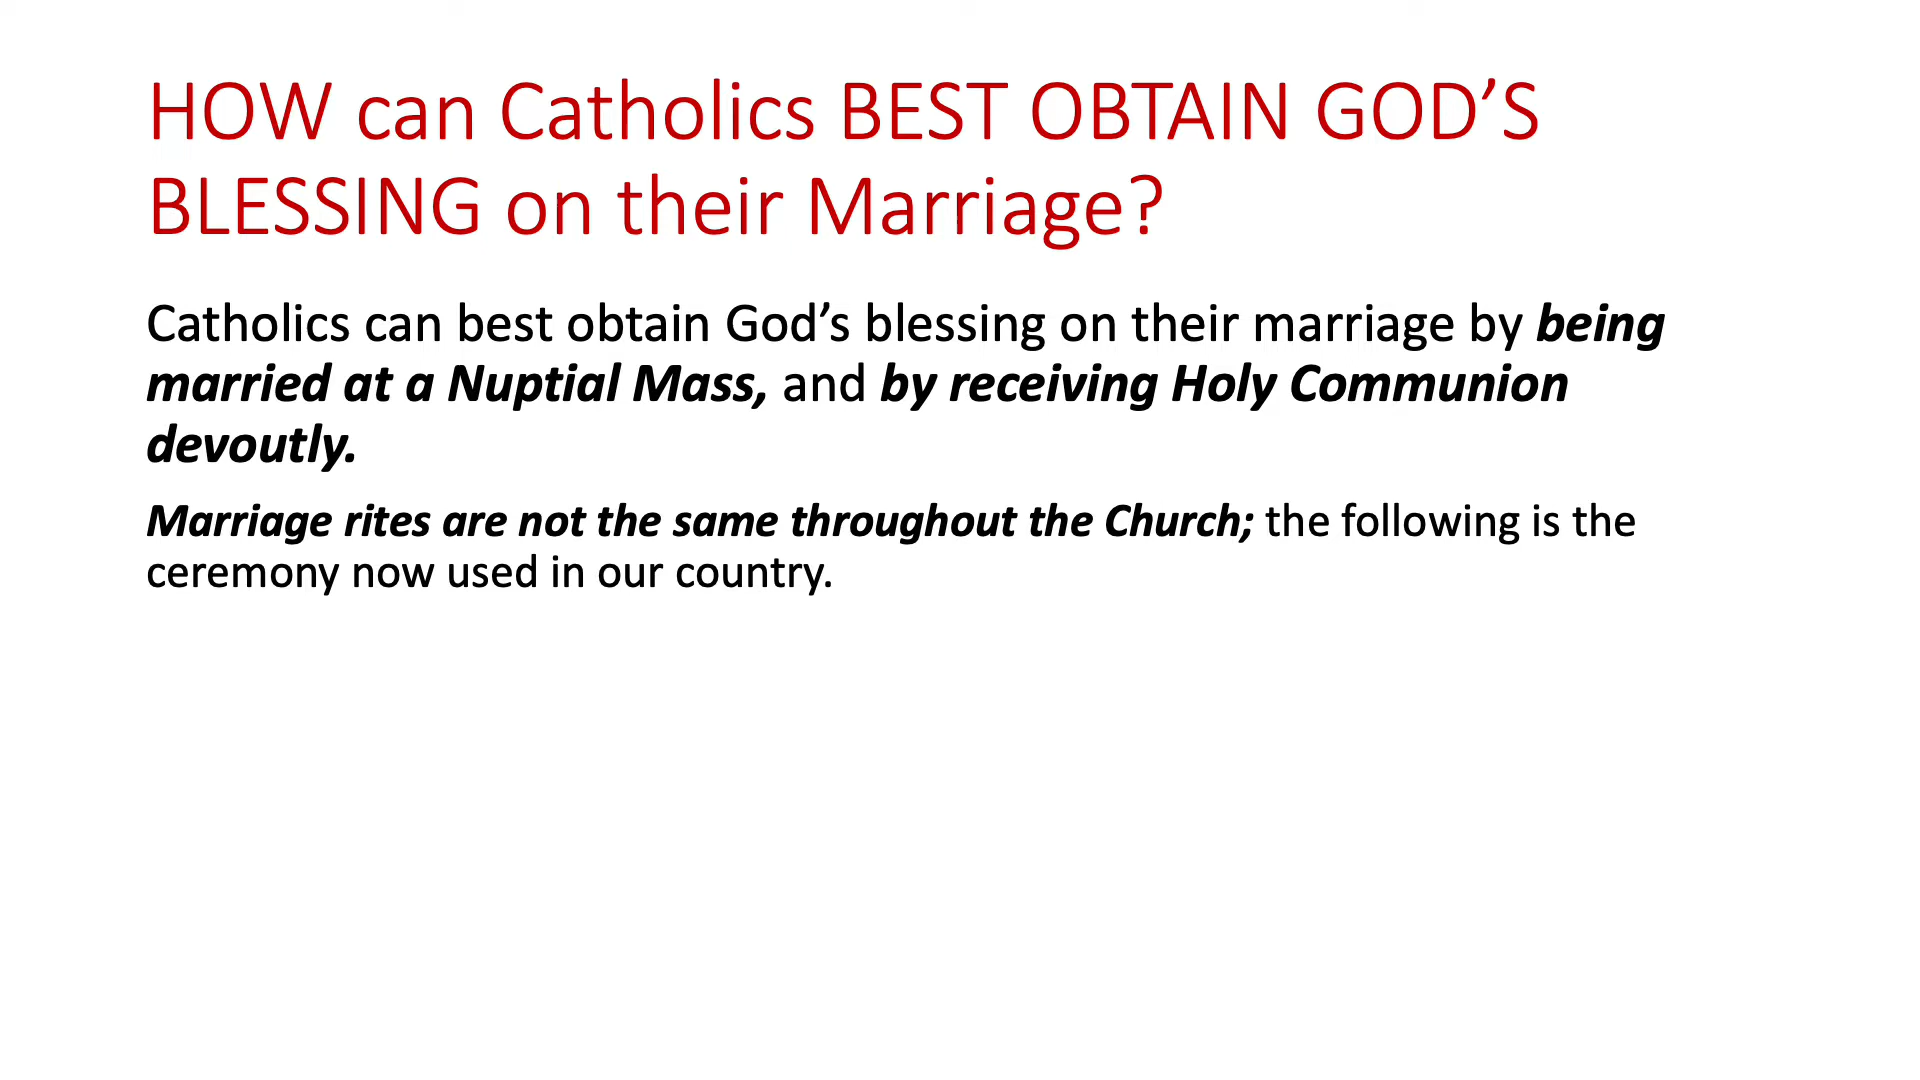 HOW can Catholics BEST OBTAIN GOD’S
BLESSING on their Marriage?
Catholics can best obtain God’s blessing on their marriage by being
married at a Nuptial Mass, and by receiving Holy Communion
devoutly.
Marriage rites are not the same throughout the Church; the following is the
ceremony now used in our country.